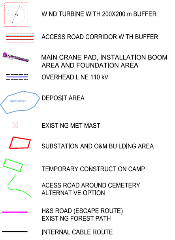 WIND TURBINE WITH 200X200 m BUFFER
ACCESS ROAD CORRIDOR WITH BUFFER
MAIN CRANE PAD, INSTALLATION BOOM
AREA AND FOUNDATION AREA
OVERHEAD LINE 110 kV
DEPOSIT AREA
EXISTING MET MAST
SUBSTATION AND O&M BUILDING AREA
TEMPORARY CONSTRUCTION CAMP
ACESS ROAD AROUND CEMETERY
ALTERNATIVE OPTION
H&S ROAD (ESCAPE ROUTE)
EXISTING FOREST PATH
INTERNAL CABLE ROUTE